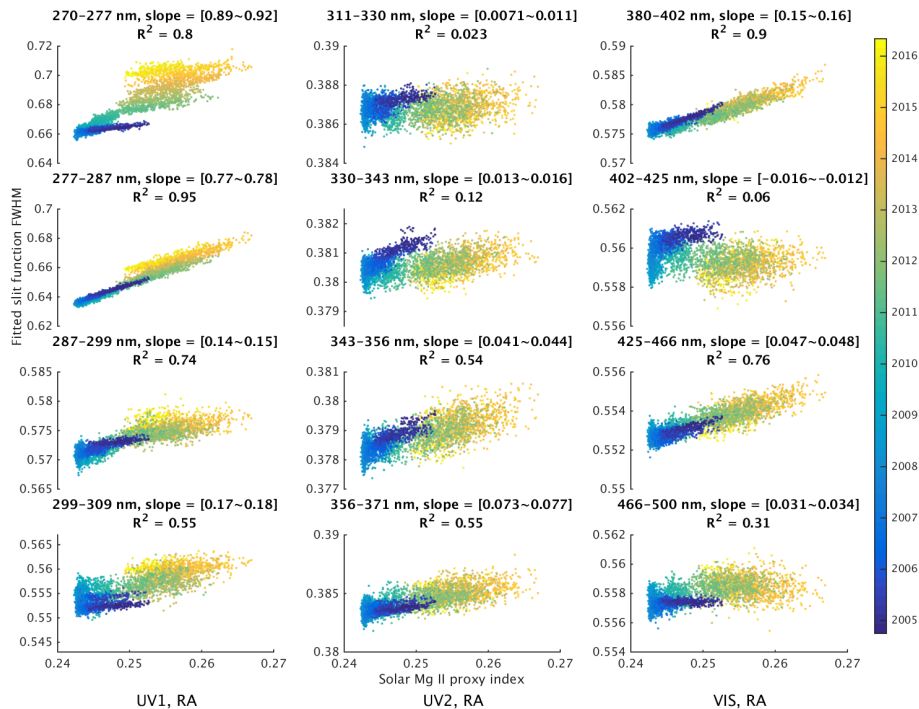 270−277 nm, slope = [0.89~0.92]
R² = 0.8
0.72
0.7
0.68
0.66
0.64
311−330 nm, slope = [0.0071~0.011]
R² = 0.023
0.39
0.388
0.386
0.384
380−402 nm, slope = [0.15~0.16]
R² = 0.9
0.59
0.585
0.58
0.575
0.57
277−287 nm, slope = [0.77~0.78]
R² = 0.95
0.7
0.68
0.66
0.64
0.62
330−343 nm, slope = [0.013~0.016]
R² = 0.12
0.382
0.381
0.38
0.379
402−425 nm, slope = [−0.016~−0.012]
R² = 0.06
0.562
0.56
0.558
0.556
287−299 nm, slope = [0.14~0.15]
R² = 0.74
0.585
0.58
0.575
0.57
0.565
343−356 nm, slope = [0.041~0.044]
R² = 0.54
0.381
0.38
0.379
0.378
0.377
425−466 nm, slope = [0.047~0.048]
R² = 0.76
0.556
0.554
0.552
0.55
299−309 nm, slope = [0.17~0.18]
R² = 0.55
0.565
0.56
0.555
0.55
0.545
356−371 nm, slope = [0.073~0.077]
R² = 0.55
0.39
0.385
0.38
466−500 nm, slope = [0.031~0.034]
R² = 0.31
0.562
0.56
0.558
0.556
0.554
0.24 0.25 0.26 0.27
0.24 0.25 0.26 0.27
0.24 0.25 0.26 0.27
Fitted slit function FWHM
Solar Mg II proxy index
UV1, RA
UV2, RA
VIS, RA
2016
2015
2014
2013
2012
2011
2010
2009
2008
2007
2006
2005